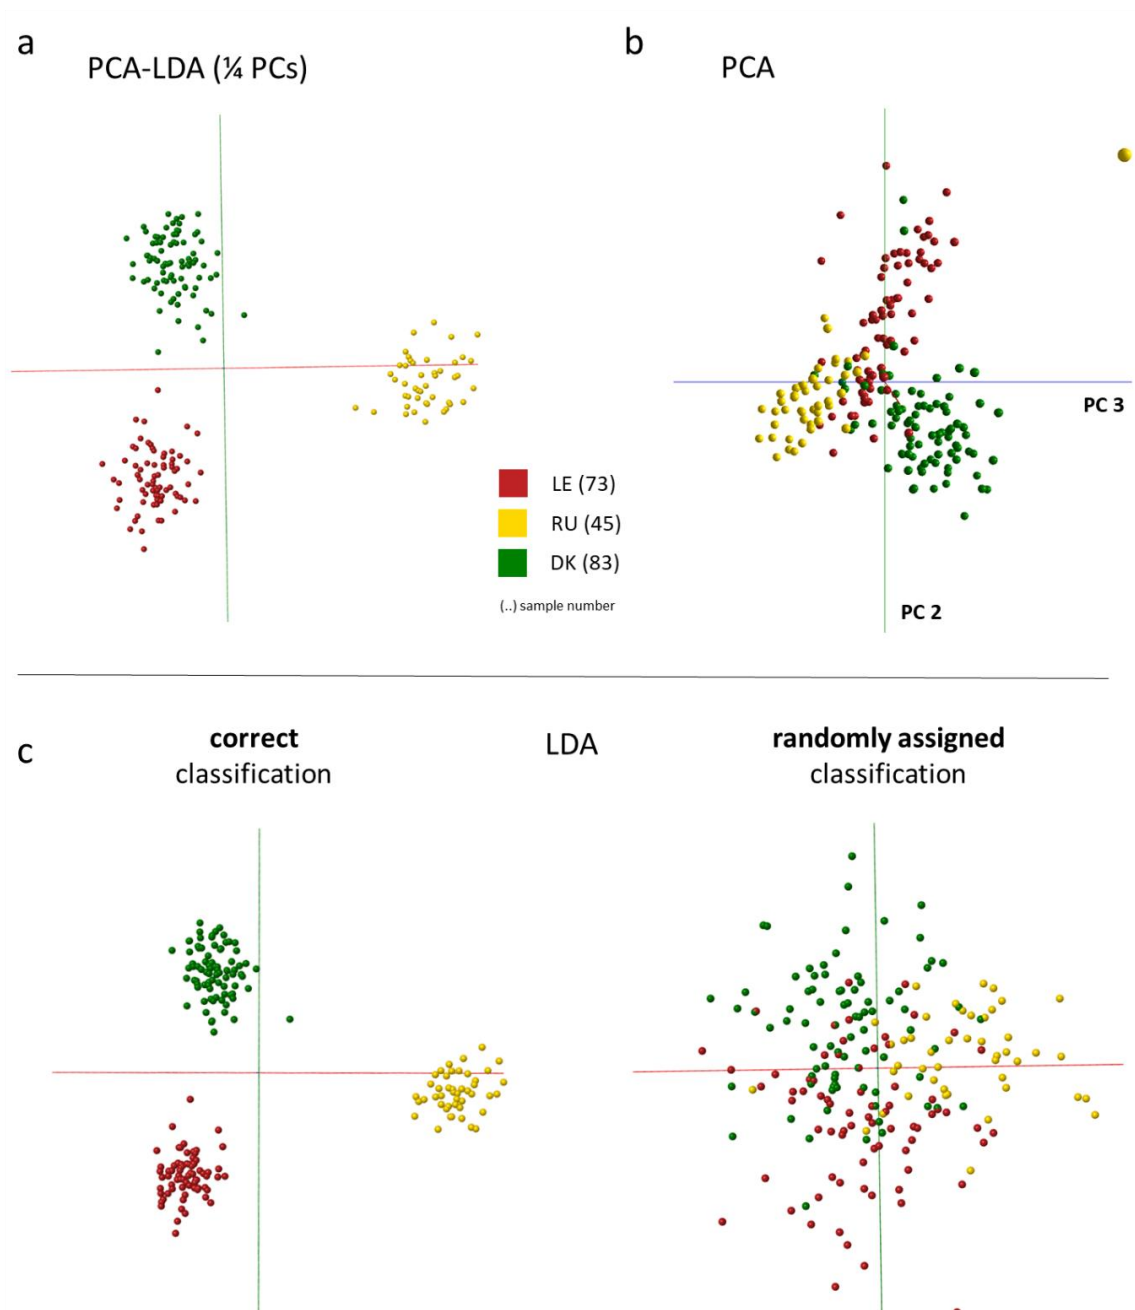 a
PCA-LDA (¼ PCs)
b
PCA
PC 3
LE (73)
RU (45)
DK (83)
(..) sample number
PC 2
c
correct
classification
LDA
randomly assigned
classification